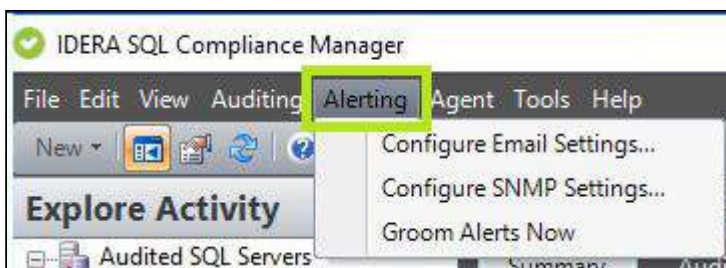 IDERA SQL Compliance Manager
File Edit View Auditing Alerting Agent Tools Help
New
Configure Email Settings...
Configure SNMP Settings...
Groom Alerts Now
Explore Activity
Audited SQL Servers
Summary